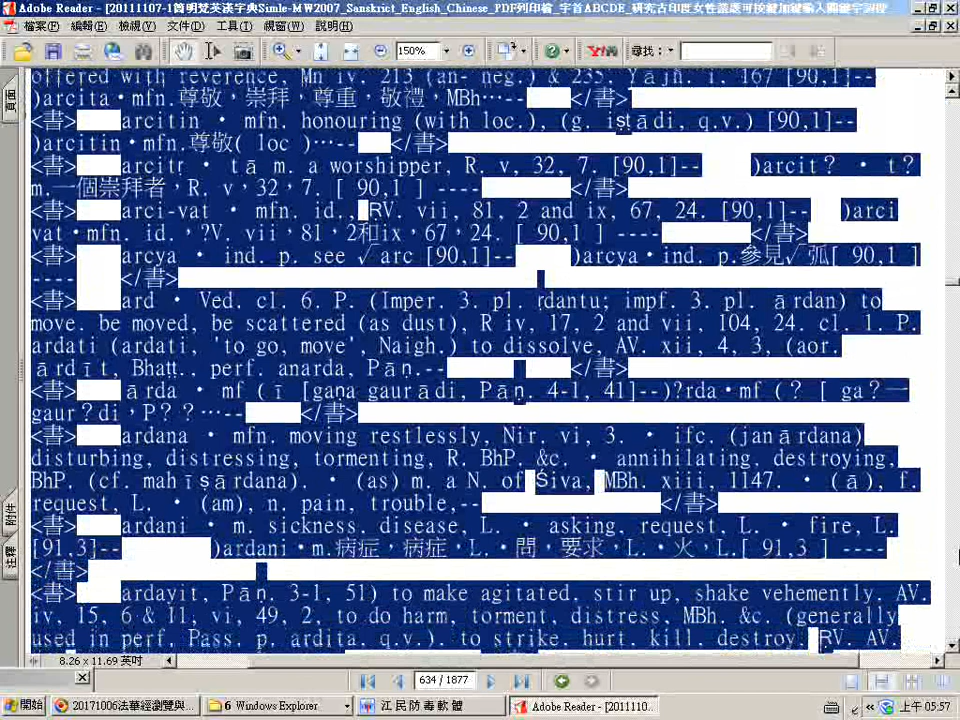 Adobe Reader - [20111107-1簡明梵英漢字典Simle-MW2007_Sanskrit_English_Chinese_PDF列印檔_字首ABCDE_研究古印度女性議題可按鍵輸入關鍵字詞程
檔案(F) 編輯(E) 檢視(V) 文件(D) 工具(T) 視窗(W) 說明(H)
150% 尋找：
頁面
附件
注釋
offered with reverence, Mn iv. 213 (an- neg.) & 235. Yājñ. i. 167 [90,1]--
)arcita‧mfn.尊敬，崇拜，尊重，敬禮，MBh…-- </書>
<書> arcitin ‧ mfn. honouring (with loc.), (g. iṣṭādi, q.v.) [90,1]--
)arcitin‧mfn.尊敬( loc )…-- </書>
<書> arcitṛ ‧ tā m. a worshipper, R. v, 32, 7. [90,1]-- )arcit? ‧ t?
m.一個崇拜者，R. v，32，7. [ 90,1 ] ---- </書>
<書> arci-vat ‧ mfn. id., RV. vii, 81, 2 and ix, 67, 24. [90,1]-- )arci
vat‧mfn. id.，?V. vii，81，2和ix，67，24. [ 90,1 ] ---- </書>
<書> arcya ‧ ind. p. see √arc [90,1]-- )arcya‧ind. p.參見√弧[ 90,1 ]
---- </書>
<書> ard ‧ Ved. cl. 6. P. (Imper. 3. pl. ṛdantu; impf. 3. pl. ārdan) to
move. be moved, be scattered (as dust), R iv, 17, 2 and vii, 104, 24. cl. 1. P.
ardati (ardati, 'to go, move', Naigh.) to dissolve, AV. xii, 4, 3, (aor.
ārdīt, Bhaṭṭ., perf. anarda, Pāṇ.-- </書>
<書> ārda ‧ mf (ī [gaṇa gaurādi, Pāṇ. 4-1, 41]--)?rda‧mf (? [ ga?一
gaur?di，P? ?…-- </書>
<書> ardana ‧ mfn. moving restlessly, Nir. vi, 3. ‧ ifc. (janārdana)
disturbing, distressing, tormenting, R. BhP. &c. ‧ annihilating, destroying,
BhP. (cf. mahīṣārdana). ‧ (as) m. a N. of Śiva, MBh. xiii, 1147. ‧ (ā), f.
request, L. ‧ (am), n. pain, trouble,-- </書>
<書> ardani ‧ m. sickness, disease, L. ‧ asking, request, L. ‧ fire, L.
[91,3]-- )ardani‧m.病症，病症，L.‧問，要求，L.‧火，L.[ 91,3 ] ----
</書>
<書> ardayit, Pāṇ. 3-1, 51) to make agitated, stir up, shake vehemently, AV.
iv, 15, 6 & 11, vi, 49, 2, to do harm, torment, distress, MBh. &c. (generally
used in perf. Pass. p. ardita, q.v.), to strike, hurt, kill, destroy, RV. AV.
8.26 x 11.69 英吋
634 / 1877
開始 20171006法華經瀏覽與... 6 Windows Explorer 江民防毒軟體 Adobe Reader - [2011110... 上午 05:57